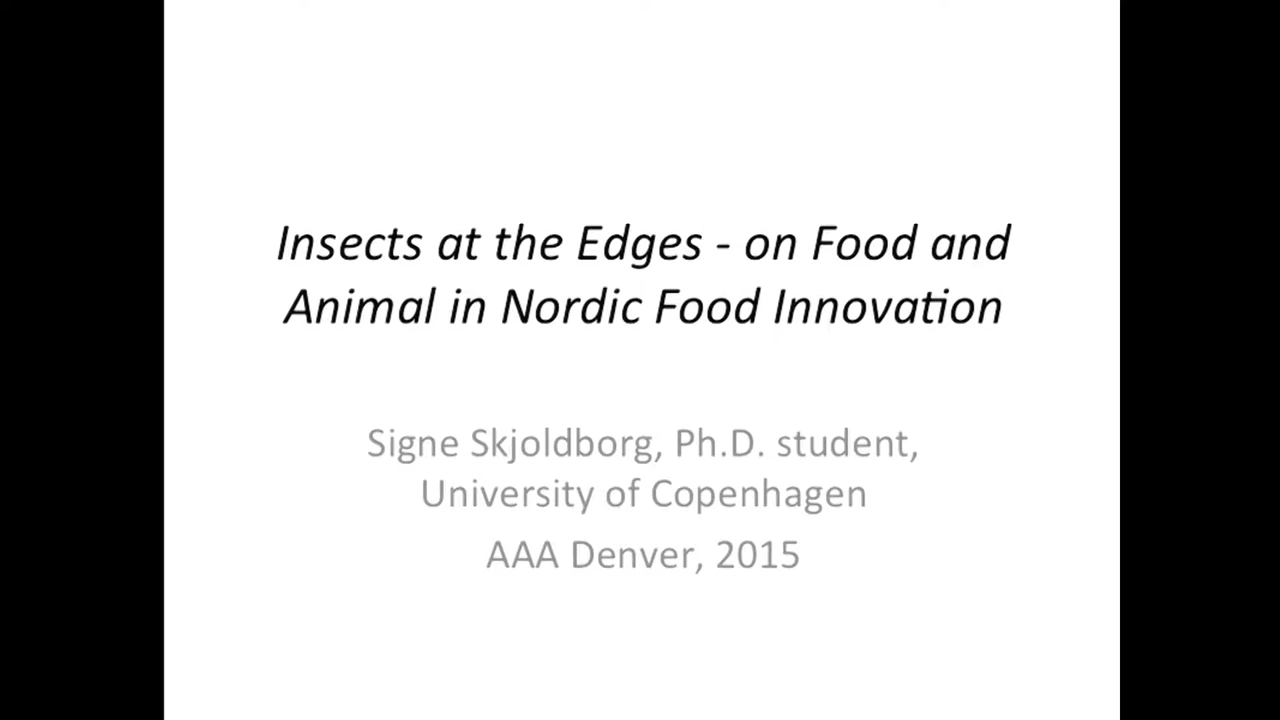 Insects at the Edges - on Food and
Animal in Nordic Food Innovation
Signe Skjoldborg, Ph.D. student,
University of Copenhagen
AAA Denver, 2015